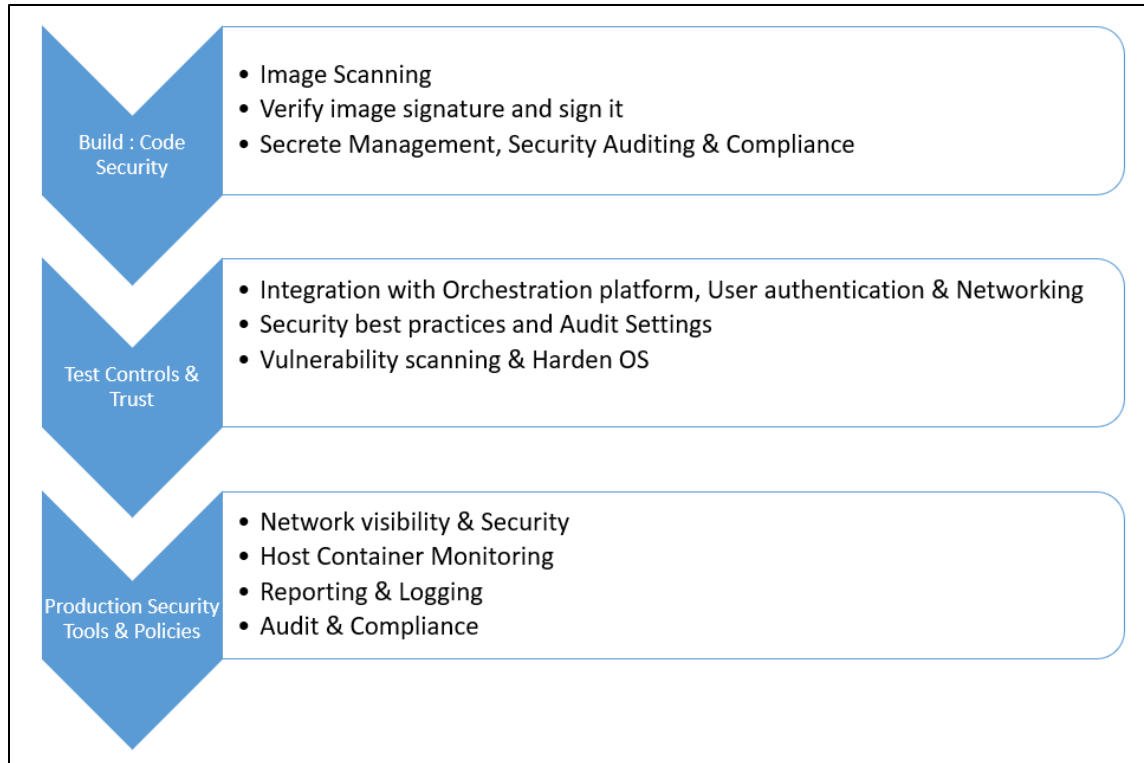 Build : Code
Security
• Image Scanning
• Verify image signature and sign it
• Secrete Management, Security Auditing & Compliance
Test Controls &
Trust
• Integration with Orchestration platform, User authentication & Networking
• Security best practices and Audit Settings
• Vulnerability scanning & Harden OS
Production Security
Tools & Policies
• Network visibility & Security
• Host Container Monitoring
• Reporting & Logging
• Audit & Compliance